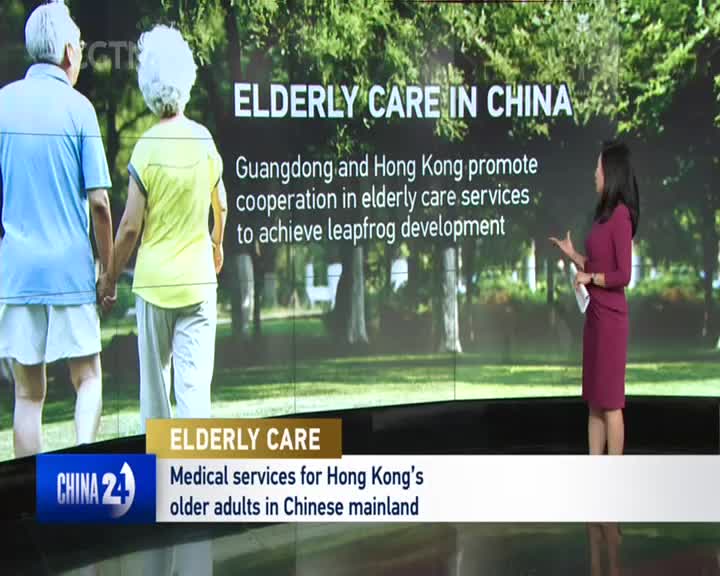 CGTN
ELDERLY CARE IN CHINA
Guangdong and Hong Kong promote
cooperation in elderly care services
to achieve leapfrog development
ELDERLY CARE
CHINA 24
Medical services for Hong Kong's
older adults in Chinese mainland